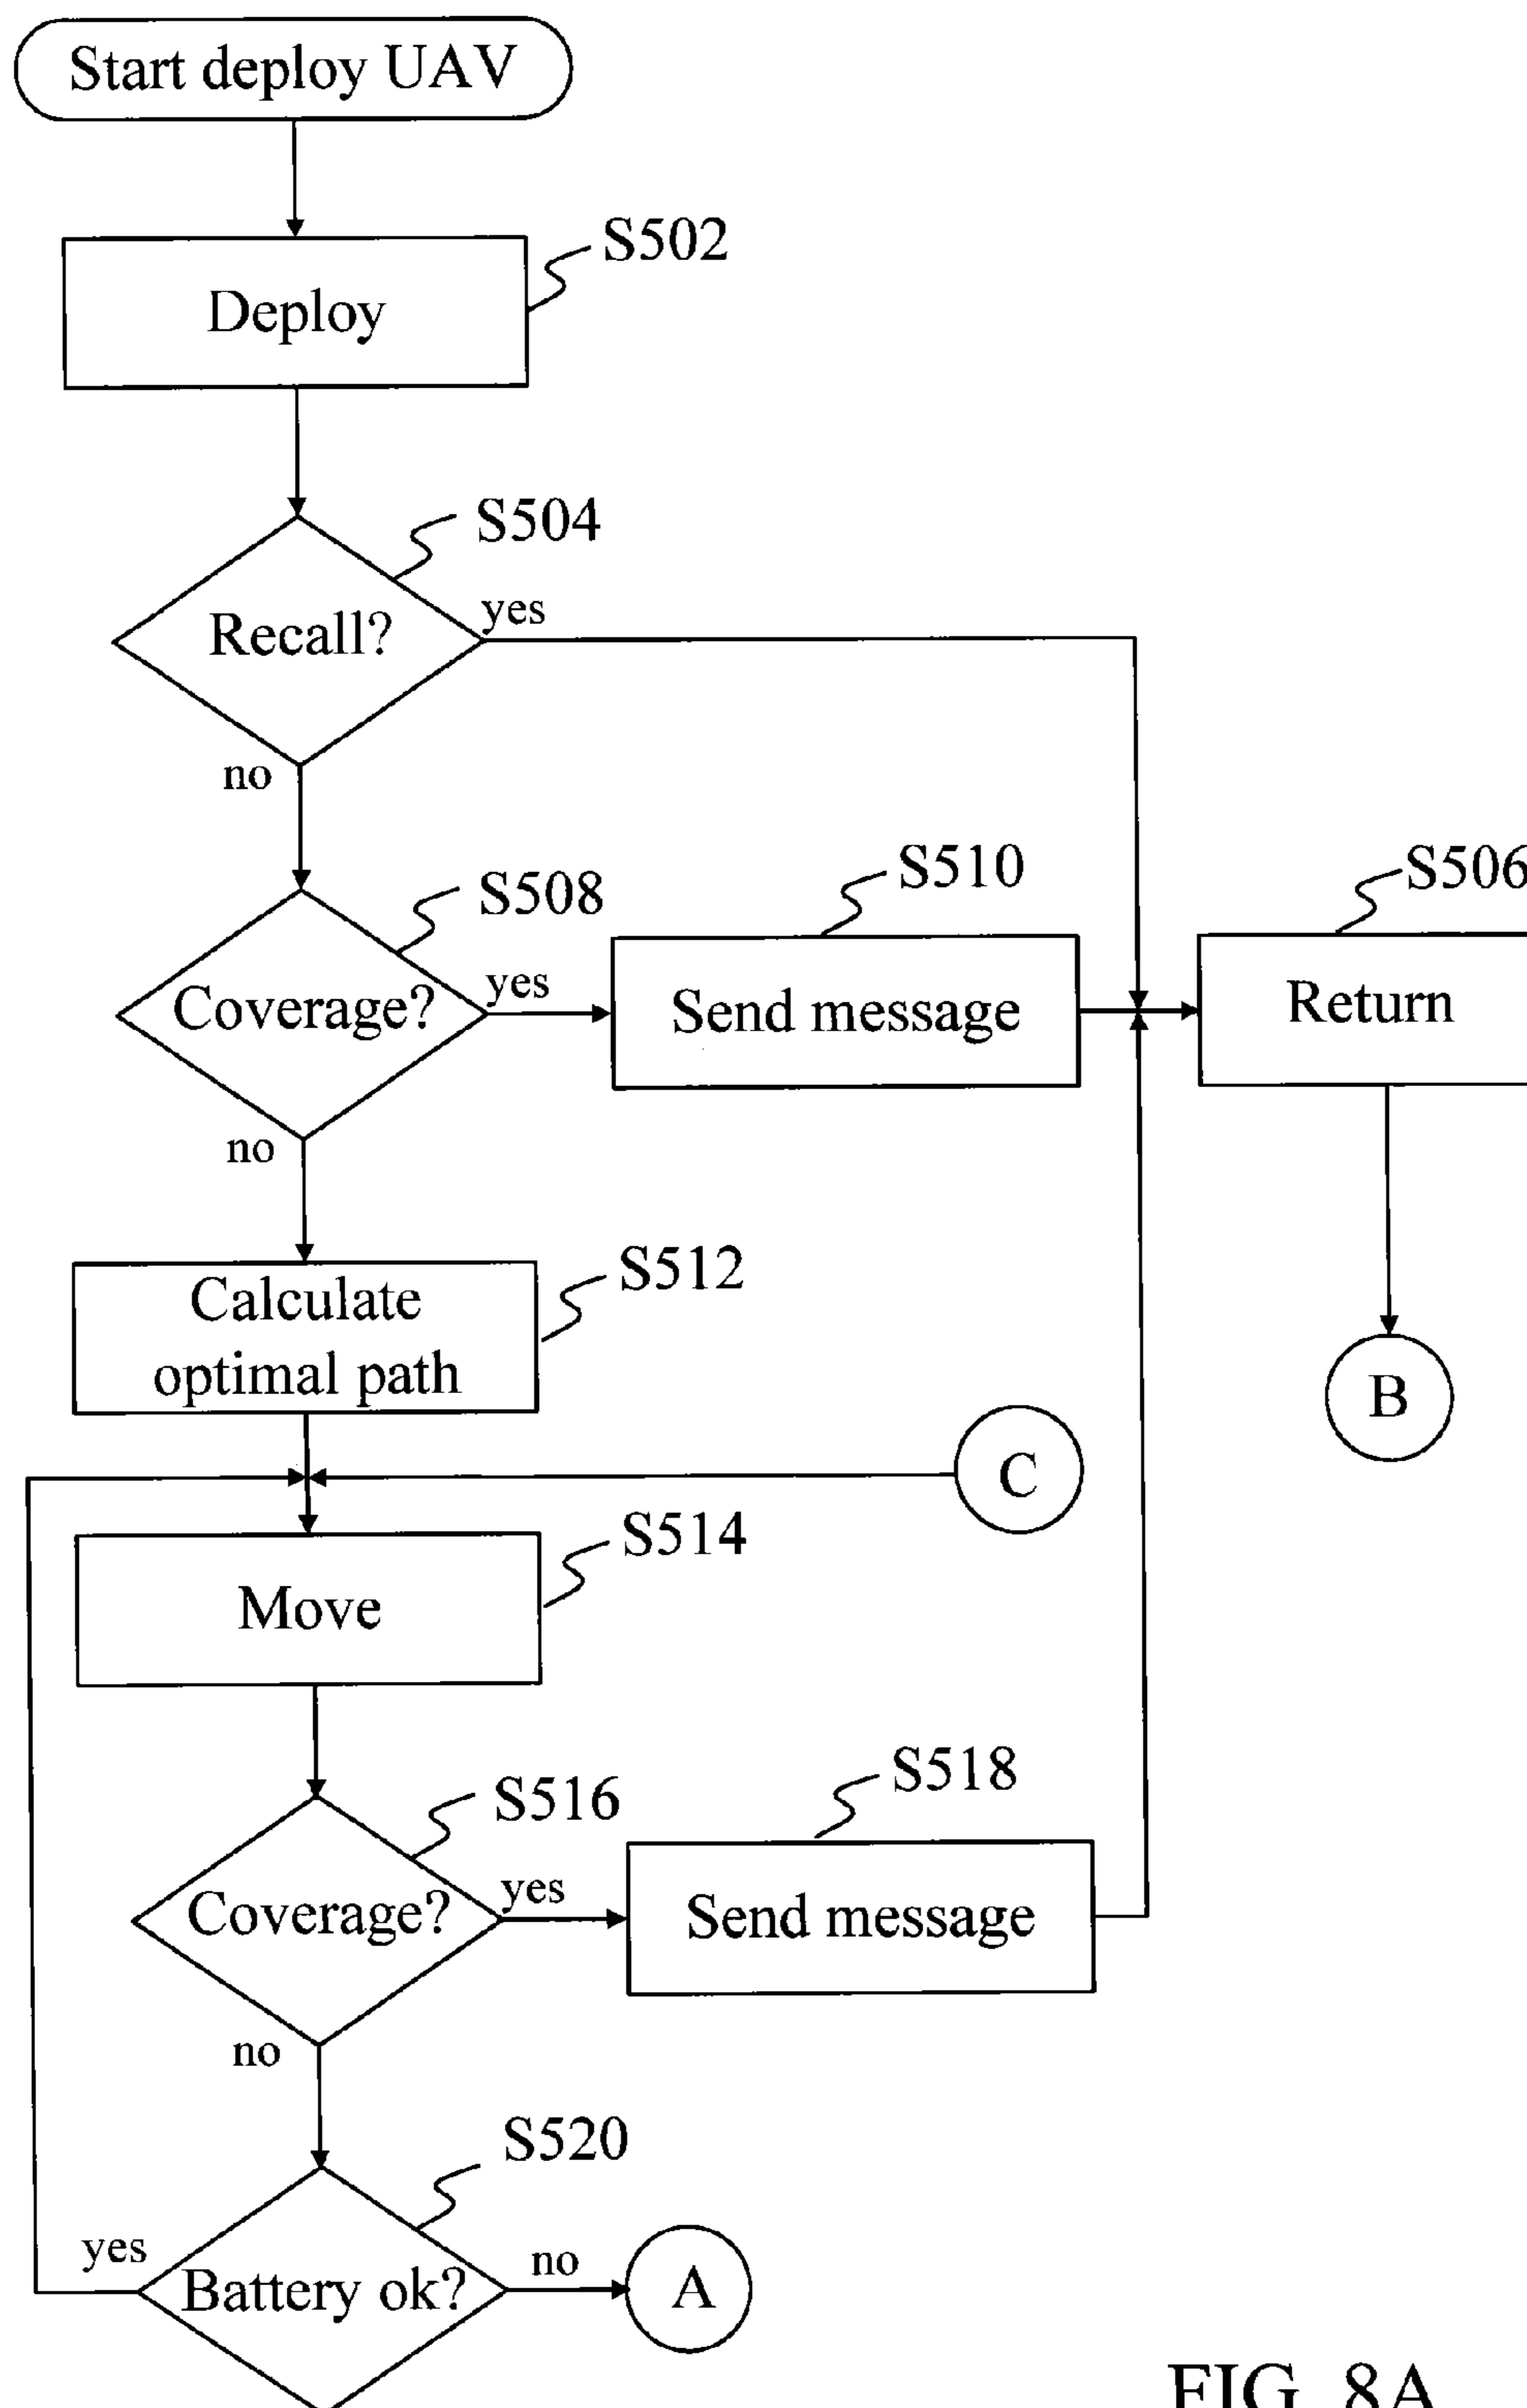 Start deploy UAV
S502
Deploy
S504
Recall?
yes
no
S508
Coverage?
yes
S510
Send message
S506
Return
no
S512
Calculate
optimal path
B
C
S514
Move
S516
Coverage?
yes
S518
Send message
no
S520
yes
Battery ok?
no
A
FIG. 8A